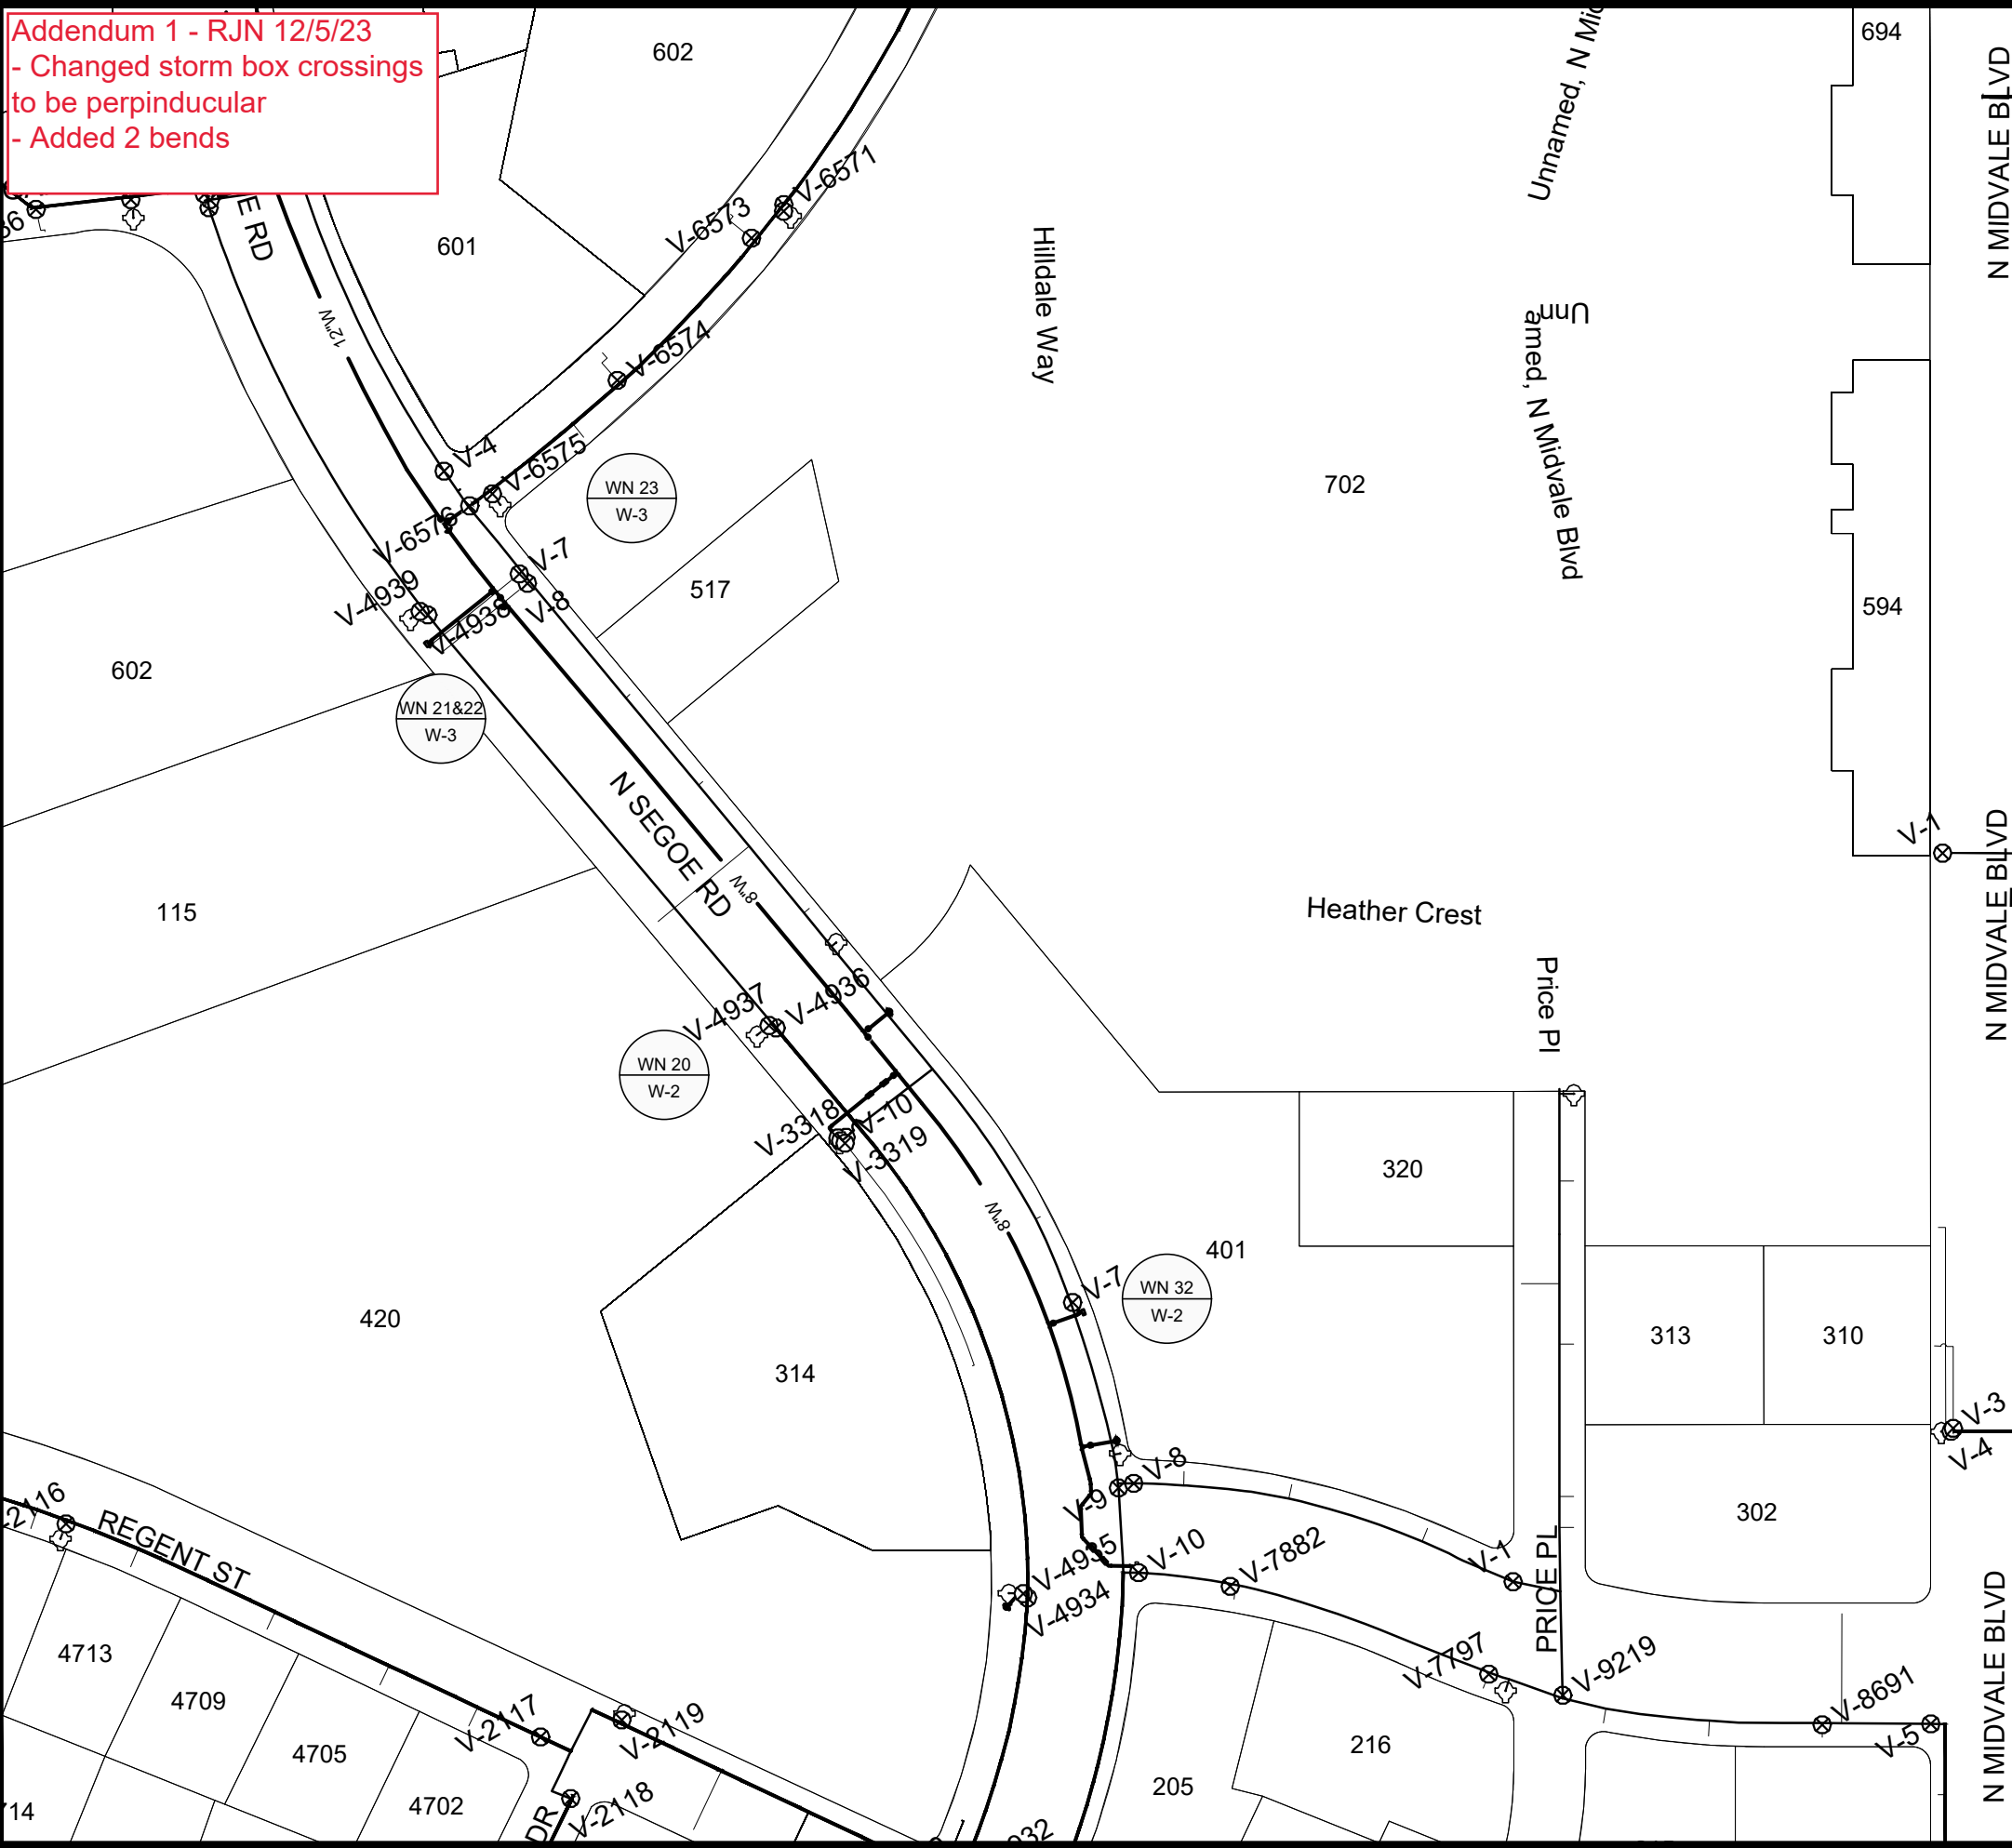 Addendum 1 - RJN 12/5/23
- Changed storm box crossings
to be perpinducular
- Added 2 bends
602
694
N MIDVALE BLVD
V-6571
V-6573
E RD
601
Hilldale Way
12"W
V-6574
Unn
amed, N Midvale Blvd
V-4
V-6575
WN 23
W-3
702
V-6576
V-7
V-4939
V-4938
V-8
517
594
602
WN 21&22
W-3
N SEGOE RD
V-1
N MIDVALE BLVD
115
8"W
Heather Crest
Price Pl
V-4937
V-4936
WN 20
W-2
V-3318
V-10
V-3319
320
8"W
401
V-7
WN 32
W-2
420
314
313
310
V-3
V-4
V-8
V-9
302
REGENT ST
V-4935
V-10
V-7882
V-1
PRICE PL
V-4934
V-7797
V-9219
V-8691
V-5
N MIDVALE BLVD
4713
4709
V-2117
V-2119
4705
216
205
4702
V-2118
DR